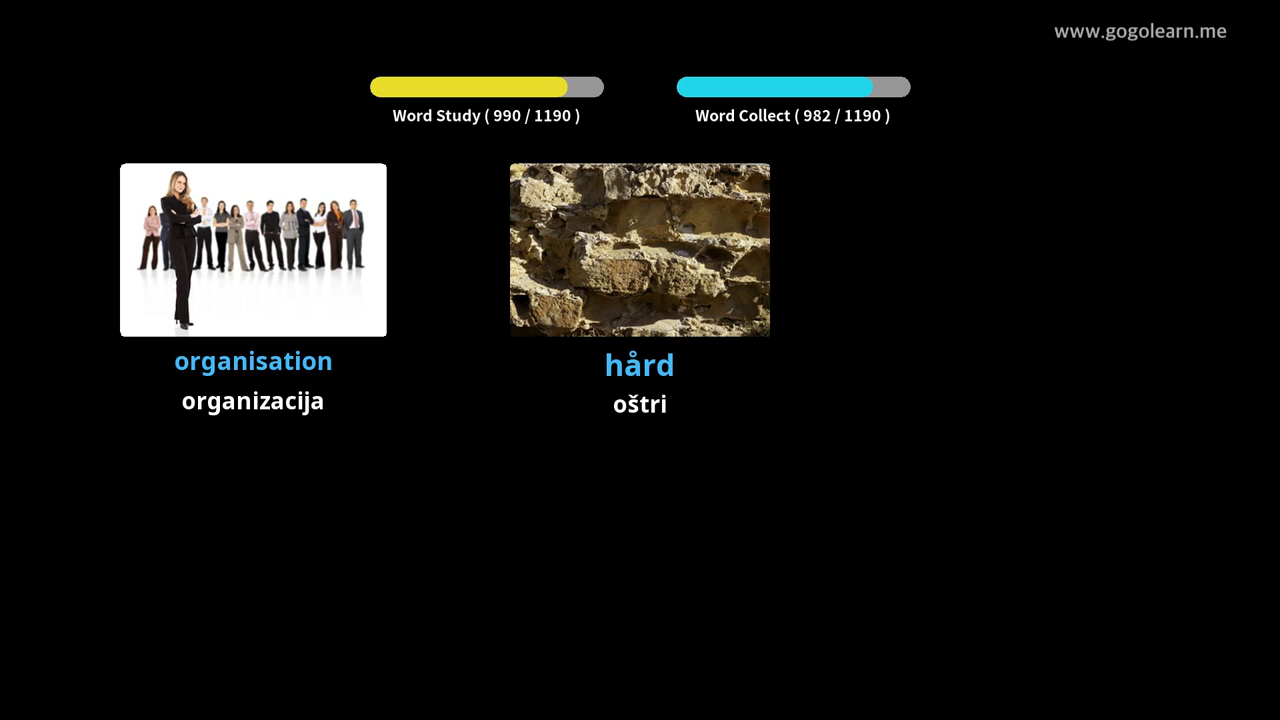 www.gogolearn.me
Word Study ( 990 / 1190 )
Word Collect ( 982 / 1190 )
organisation
organizacija
hård
oštri